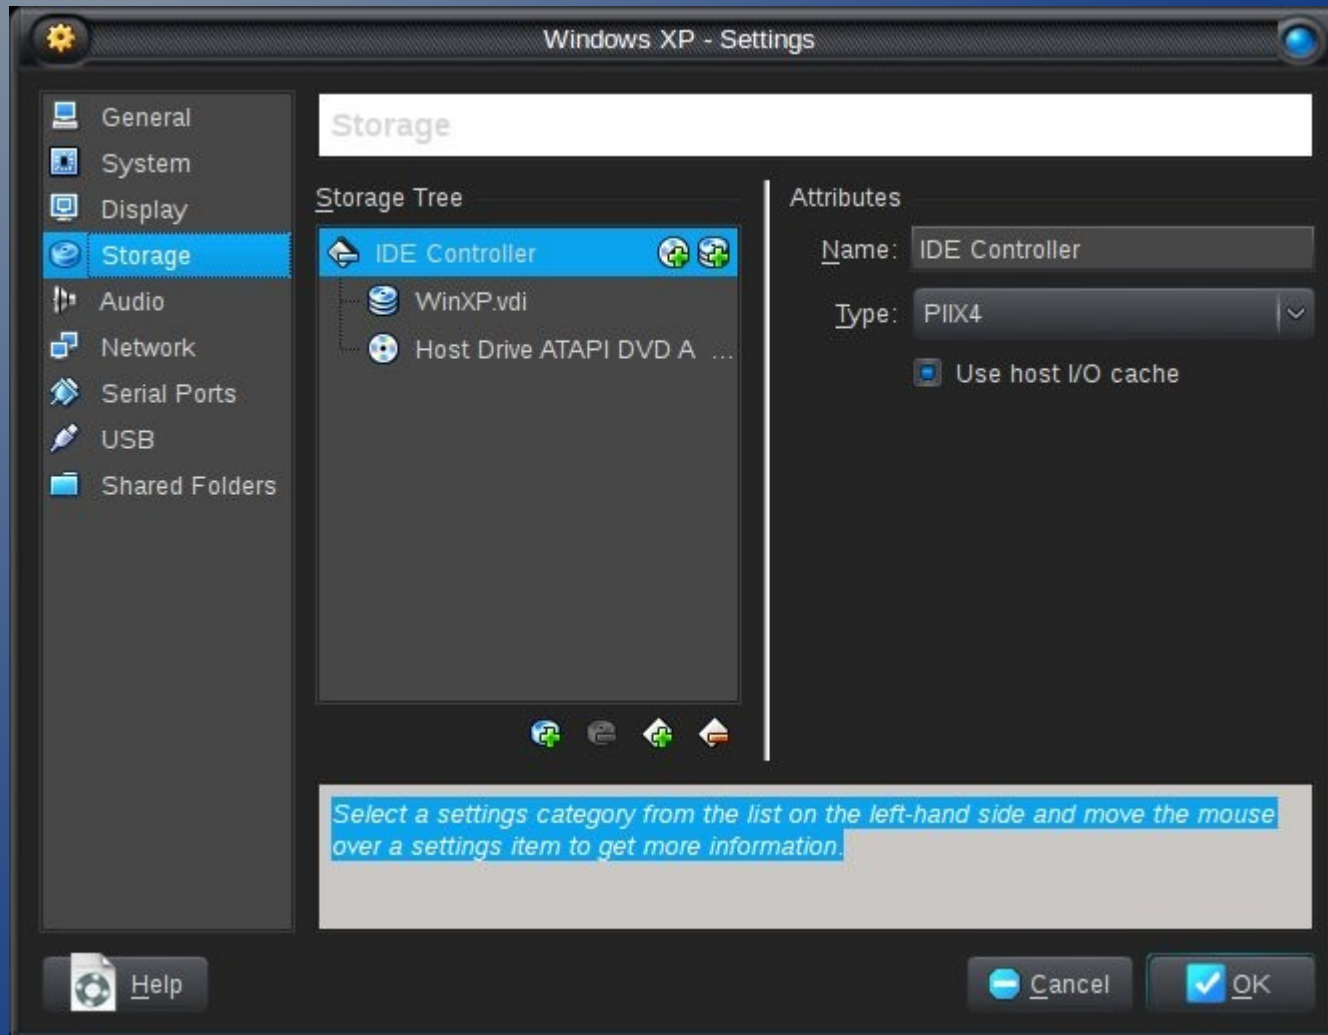 Windows XP - Settings
General
System
Display
Storage
Audio
Network
Serial Ports
USB
Shared Folders
Storage
Storage Tree
IDE Controller
WinXP.vdi
Host Drive ATAPI DVD A ...
Attributes
Name: IDE Controller
Type: PIIX4
Use host I/O cache
Select a settings category from the list on the left-hand side and move the mouse
over a settings item to get more information.
Help
Cancel
OK